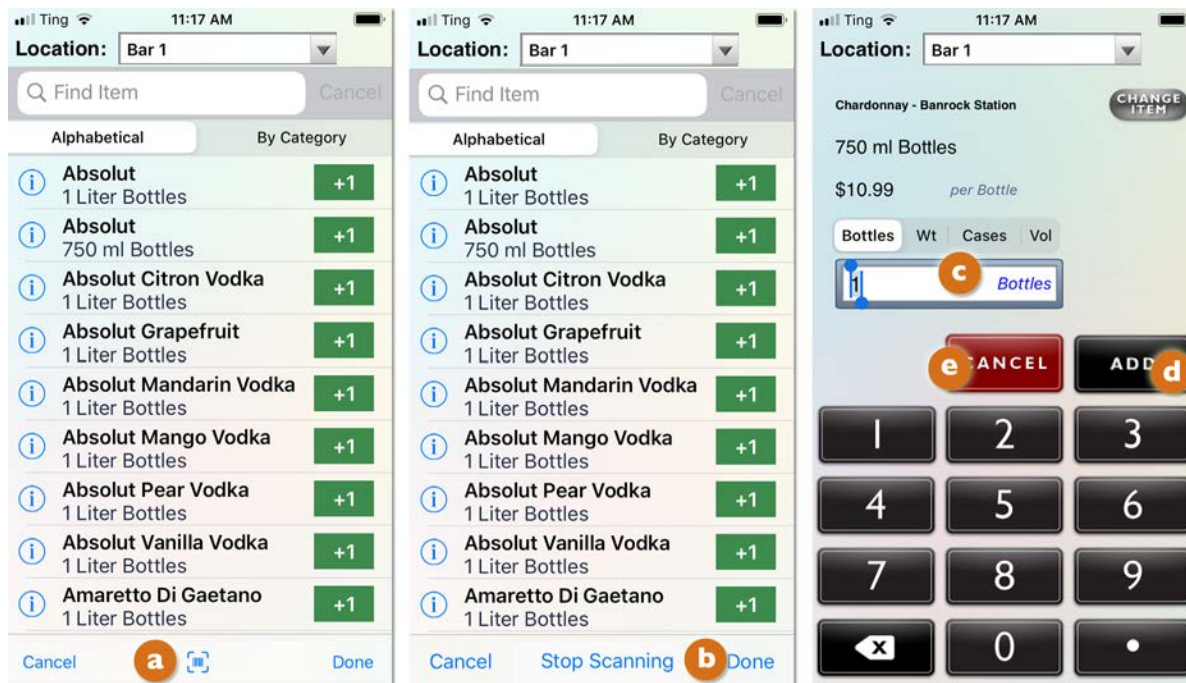 Ting 11:17 AM
Location: Bar 1
Find Item Cancel
Alphabetical By Category
Absolut
1 Liter Bottles
+1
Absolut
750 ml Bottles
+1
Absolut Citron Vodka
1 Liter Bottles
+1
Absolut Grapefruit
1 Liter Bottles
+1
Absolut Mandarin Vodka
1 Liter Bottles
+1
Absolut Mango Vodka
1 Liter Bottles
+1
Absolut Pear Vodka
1 Liter Bottles
+1
Absolut Vanilla Vodka
1 Liter Bottles
+1
Amaretto Di Gaetano
1 Liter Bottles
+1
Cancel a Done
Ting 11:17 AM
Location: Bar 1
Find Item Cancel
Alphabetical By Category
Absolut
1 Liter Bottles
+1
Absolut
750 ml Bottles
+1
Absolut Citron Vodka
1 Liter Bottles
+1
Absolut Grapefruit
1 Liter Bottles
+1
Absolut Mandarin Vodka
1 Liter Bottles
+1
Absolut Mango Vodka
1 Liter Bottles
+1
Absolut Pear Vodka
1 Liter Bottles
+1
Absolut Vanilla Vodka
1 Liter Bottles
+1
Amaretto Di Gaetano
1 Liter Bottles
+1
Cancel Stop Scanning b Done
Ting 11:17 AM
Location: Bar 1
Chardonnay - Banrock Station
CHANGE
ITEM
750 ml Bottles
$10.99 per Bottle
Bottles Wt Cases Vol
1 c Bottles
e CANCEL ADD d
1 2 3
4 5 6
7 8 9
x 0 •